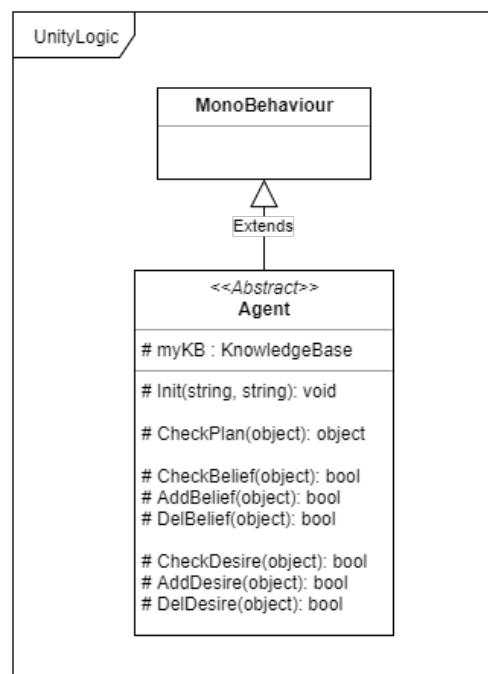 UnityLogic
MonoBehaviour
Extends
<<Abstract>>
Agent
# myKB : KnowledgeBase
# Init(string, string): void
# CheckPlan(object): object
# CheckBelief(object): bool
# AddBelief(object): bool
# DelBelief(object): bool
# CheckDesire(object): bool
# AddDesire(object): bool
# DelDesire(object): bool